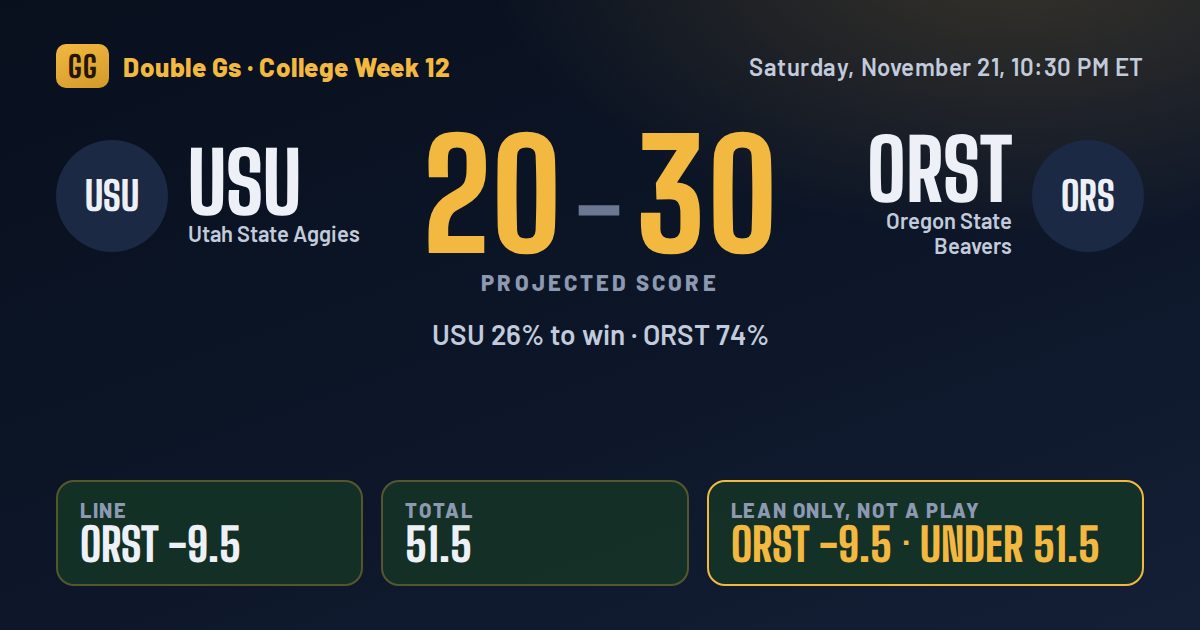 GG
Double Gs · College Week 12
Saturday, November 21, 10:30 PM ET
USU
USU
Utah State Aggies
20 – 30
PROJECTED SCORE
USU 26% to win · ORST 74%
ORST
Oregon State
Beavers
ORS
LINE
ORST −9.5
TOTAL
51.5
LEAN ONLY, NOT A PLAY
ORST −9.5 · UNDER 51.5